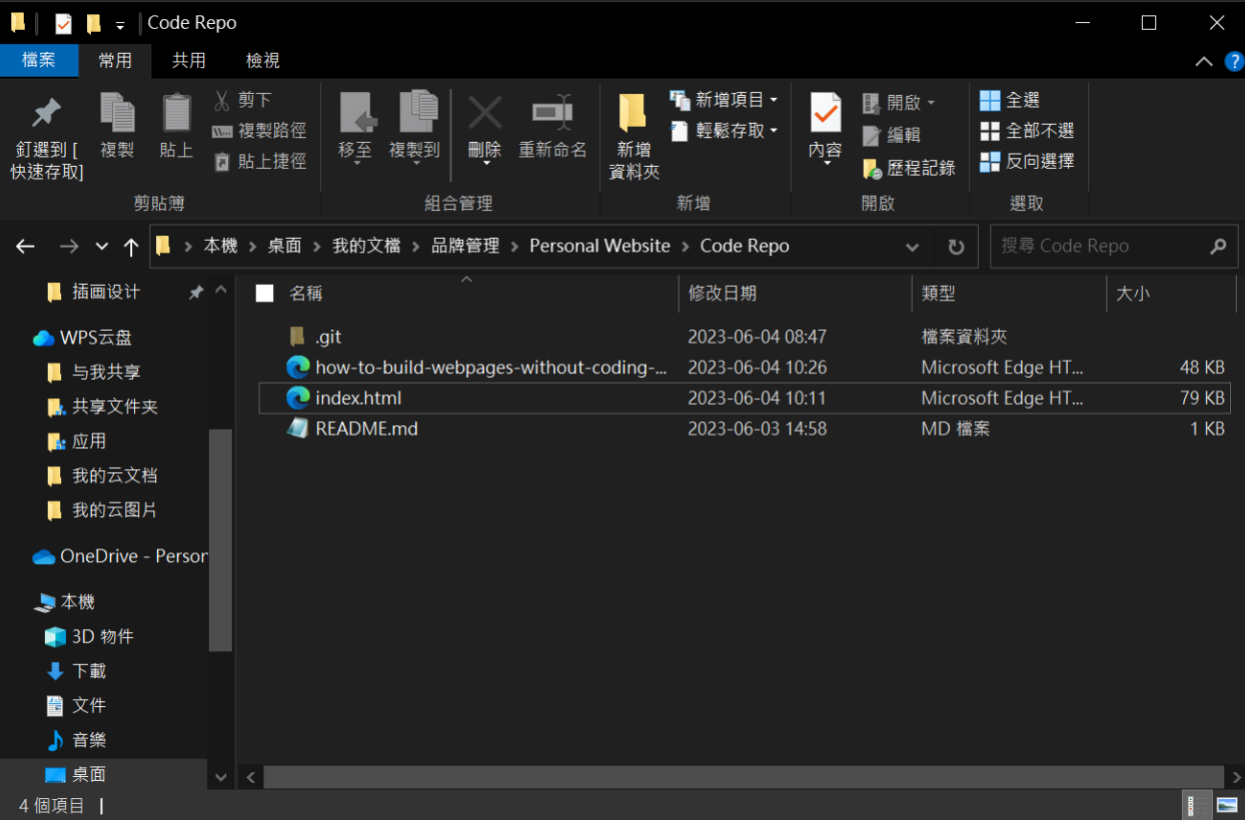 Code Repo
檔案 常用 共用 檢視
釘選到 [
快速存取]
複製
貼上
剪下
複製路徑
貼上捷徑
剪貼簿
移至
複製到
刪除
重新命名
組合管理
新增
資料夾
新增項目
輕鬆存取
新增
內容
開啟
編輯
歷程記錄
開啟
全選
全部不選
反向選擇
選取
本機 > 桌面 > 我的文檔 > 品牌管理 > Personal Website > Code Repo
搜尋 Code Repo
插画设计
WPS云盘
与我共享
共享文件夹
应用
我的云文档
我的云图片
OneDrive - Person
本機
3D 物件
下載
文件
音樂
桌面
名稱 修改日期 類型 大小
.git 2023-06-04 08:47 檔案資料夾
how-to-build-webpages-without-coding-... 2023-06-04 10:26 Microsoft Edge HT... 48 KB
index.html 2023-06-04 10:11 Microsoft Edge HT... 79 KB
README.md 2023-06-03 14:58 MD 檔案 1 KB
4 個項目